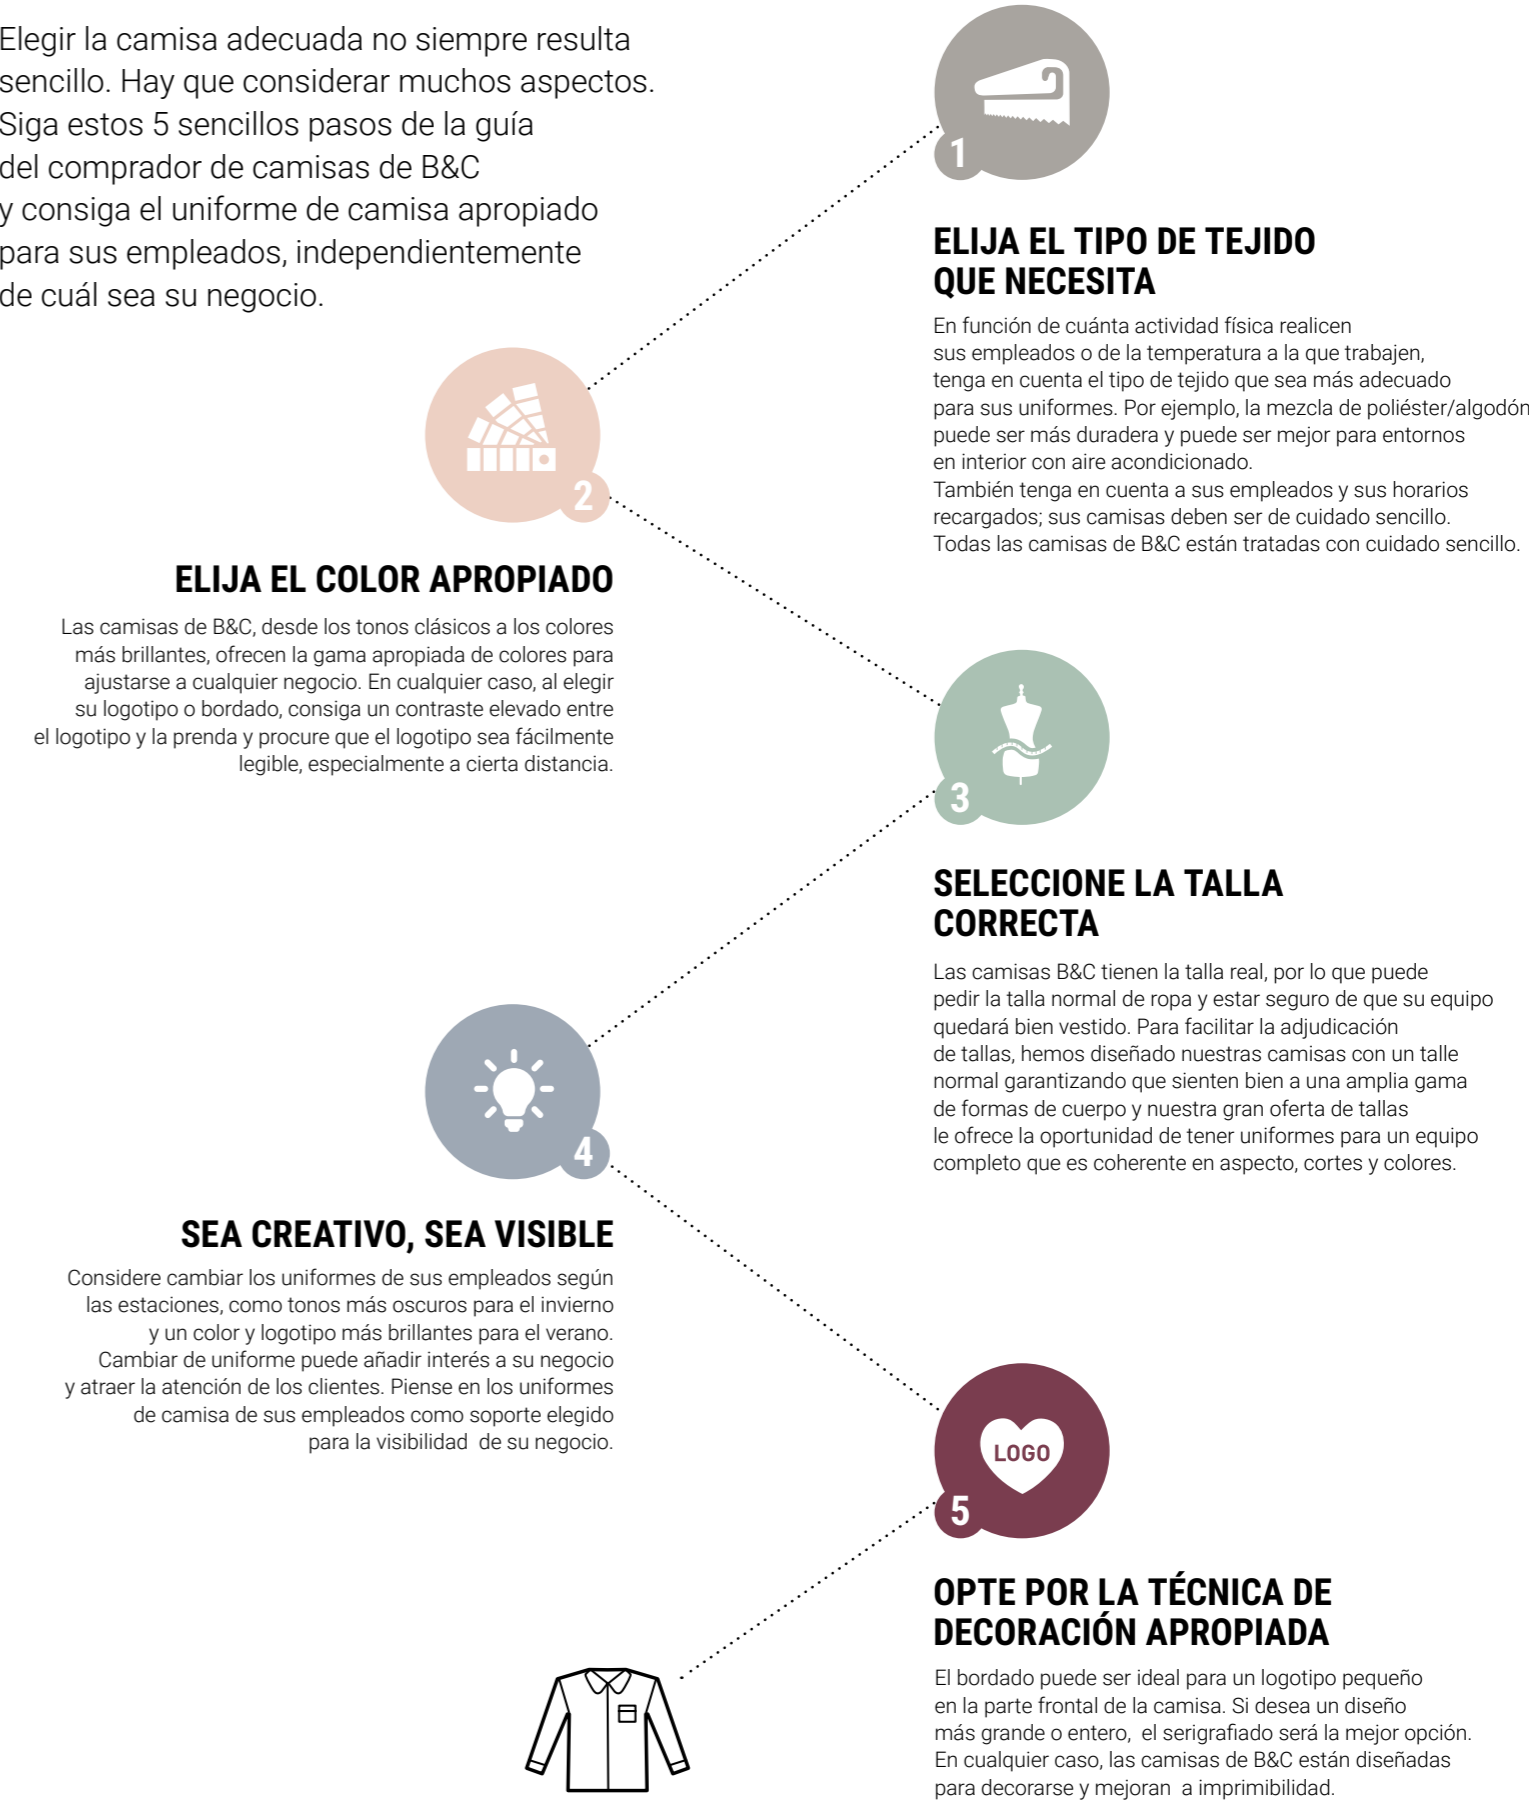 Elegir la camisa adecuada no siempre resulta
sencillo. Hay que considerar muchos aspectos.
Siga estos 5 sencillos pasos de la guía
del comprador de camisas de B&C
y consiga el uniforme de camisa apropiado
para sus empleados, independientemente
de cuál sea su negocio.
1
ELIJA EL TIPO DE TEJIDO
QUE NECESITA
En función de cuánta actividad física realicen
sus empleados o de la temperatura a la que trabajen,
tenga en cuenta el tipo de tejido que sea más adecuado
para sus uniformes. Por ejemplo, la mezcla de poliéster/algodón
puede ser más duradera y puede ser mejor para entornos
en interior con aire acondicionado.
También tenga en cuenta a sus empleados y sus horarios
recargados; sus camisas deben ser de cuidado sencillo.
Todas las camisas de B&C están tratadas con cuidado sencillo.
2
ELIJA EL COLOR APROPIADO
Las camisas de B&C, desde los tonos clásicos a los colores
más brillantes, ofrecen la gama apropiada de colores para
ajustarse a cualquier negocio. En cualquier caso, al elegir
su logotipo o bordado, consiga un contraste elevado entre
el logotipo y la prenda y procure que el logotipo sea fácilmente
legible, especialmente a cierta distancia.
3
SELECCIONE LA TALLA
CORRECTA
Las camisas B&C tienen la talla real, por lo que puede
pedir la talla normal de ropa y estar seguro de que su equipo
quedará bien vestido. Para facilitar la adjudicación
de tallas, hemos diseñado nuestras camisas con un talle
normal garantizando que sienten bien a una amplia gama
de formas de cuerpo y nuestra gran oferta de tallas
le ofrece la oportunidad de tener uniformes para un equipo
completo que es coherente en aspecto, cortes y colores.
4
SEA CREATIVO, SEA VISIBLE
Considere cambiar los uniformes de sus empleados según
las estaciones, como tonos más oscuros para el invierno
y un color y logotipo más brillantes para el verano.
Cambiar de uniforme puede añadir interés a su negocio
y atraer la atención de los clientes. Piense en los uniformes
de camisa de sus empleados como soporte elegido
para la visibilidad de su negocio.
LOGO
5
OPTE POR LA TÉCNICA DE
DECORACIÓN APROPIADA
El bordado puede ser ideal para un logotipo pequeño
en la parte frontal de la camisa. Si desea un diseño
más grande o entero, el serigrafiado será la mejor opción.
En cualquier caso, las camisas de B&C están diseñadas
para decorarse y mejoran a imprimibilidad.